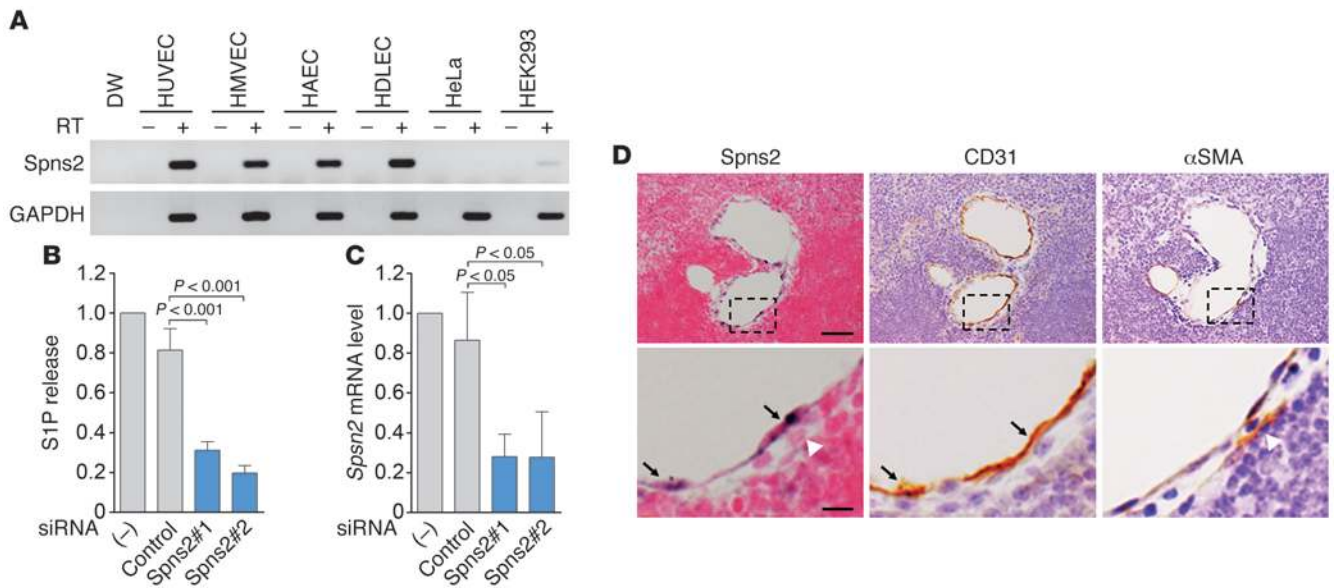 A
DW
HUVEC
HMVEC
HAEC
HDLEC
HeLa
HEK293
RT − + − + − + − + − + − +
Spns2
GAPDH
B
S1P release
1.2
1.0
0.8
0.6
0.4
0.2
0
P < 0.001
P < 0.001
siRNA
(−)
Control
Spns2#1
Spns2#2
C
Spsn2 mRNA level
1.2
1.0
0.8
0.6
0.4
0.2
0
P < 0.05
P < 0.05
siRNA
(−)
Control
Spns2#1
Spns2#2
D
Spns2 CD31 αSMA